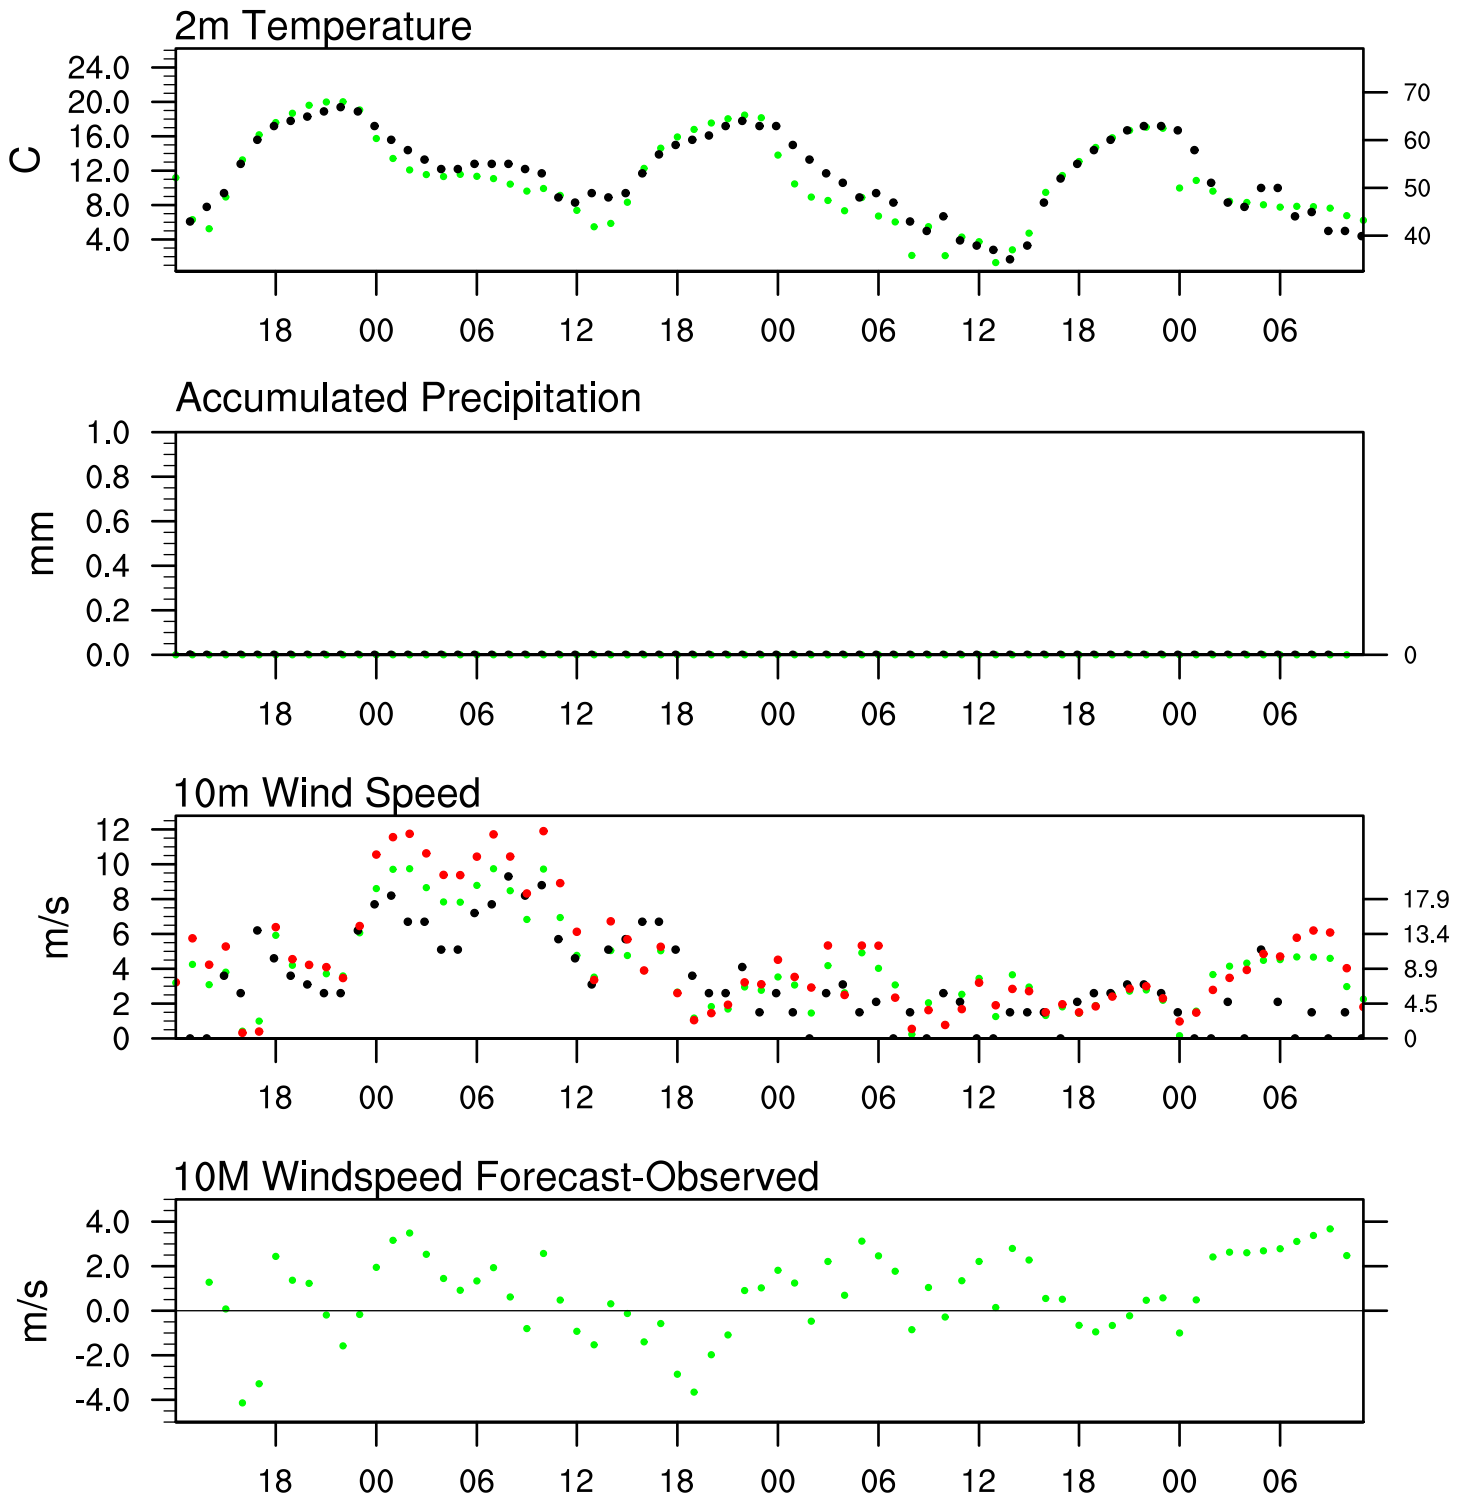 2m Temperature
24.0
20.0
16.0
12.0
8.0
4.0
C
70
60
50
40
18 00 06 12 18 00 06 12 18 00 06
Accumulated Precipitation
1.0
0.8
0.6
0.4
0.2
0.0
mm
0
18 00 06 12 18 00 06 12 18 00 06
10m Wind Speed
12
10
8
6
4
2
0
m/s
17.9
13.4
8.9
4.5
0
18 00 06 12 18 00 06 12 18 00 06
10M Windspeed Forecast-Observed
4.0
2.0
0.0
-2.0
-4.0
m/s
18 00 06 12 18 00 06 12 18 00 06